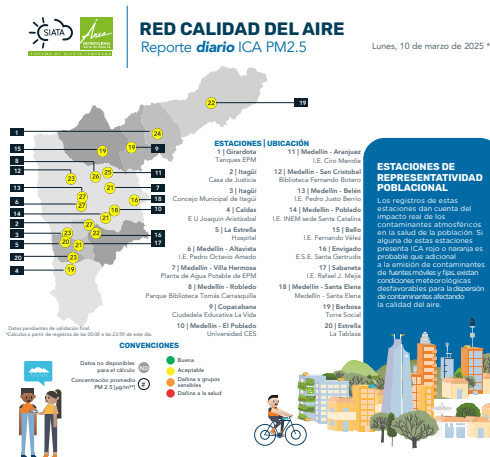 SIATA
Área
METROPOLITANA
Valle de Aburrá
SISTEMA DE ALERTA TEMPRANA
RED CALIDAD DEL AIRE
Reporte diario ICA PM2.5
Lunes, 10 de marzo de 2025 *
22
19
1
24
15
19
19
9
8
12
23
26
25
11
13
21
7
27
6
27
16
18
14
18
10
2
27
21
3
23
22
16
5
20
21
17
20
23
4
19
ESTACIONES | UBICACIÓN
1 | Girardota
Tanques EPM
2 | Itagüí
Casa de Justicia
3 | Itagüí
Concejo Municipal de Itagüí
4 | Caldas
E U Joaquín Aristizabal
5 | La Estrella
Hospital
6 | Medellín - Altavista
I.E. Pedro Octavio Amado
7 | Medellín - Villa Hermosa
Planta de Agua Potable de EPM
8 | Medellín - Robledo
Parque Biblioteca Tomás Carrasquilla
9 | Copacabana
Ciudadela Educativa La Vida
10 | Medellín - El Poblado
Universidad CES
11 | Medellín - Aranjuez
I.E. Ciro Mendía
12 | Medellín - San Cristobal
Biblioteca Fernando Botero
13 | Medellín - Belén
I.E. Pedro Justo Berrio
14 | Medellín - Poblado
I.E. INEM sede Santa Catalina
15 | Bello
I.E. Fernando Vélez
16 | Envigado
E.S.E. Santa Gertrudis
17 | Sabaneta
I.E. Rafael J. Mejía
18 | Medellín - Santa Elena
Medellín - Santa Elena
19 | Barbosa
Torre Social
20 | Estrella
La Tablaza
ESTACIONES DE
REPRESENTATIVIDAD
POBLACIONAL
Los registros de estas
estaciones dan cuenta del
impacto real de los
contaminantes atmosféricos
en la salud de la población. Si
alguna de estas estaciones
presenta ICA rojo o naranja es
probable que adicional
a la emisión de contaminantes
de fuentes móviles y fijas, existan
condiciones meteorológicas
desfavorables para la dispersión
de contaminantes afectando
la calidad del aire.
Datos pendientes de validación final.
*Cálculos a partir de registros de las 00:00 a las 23:59 de este día.
CONVENCIONES
Datos no disponibles
para el cálculo
ND
Concentración promedio
PM 2.5 (µg/m³)
#
Buena
Aceptable
Dañina a grupos
sensibles
Dañina a la salud